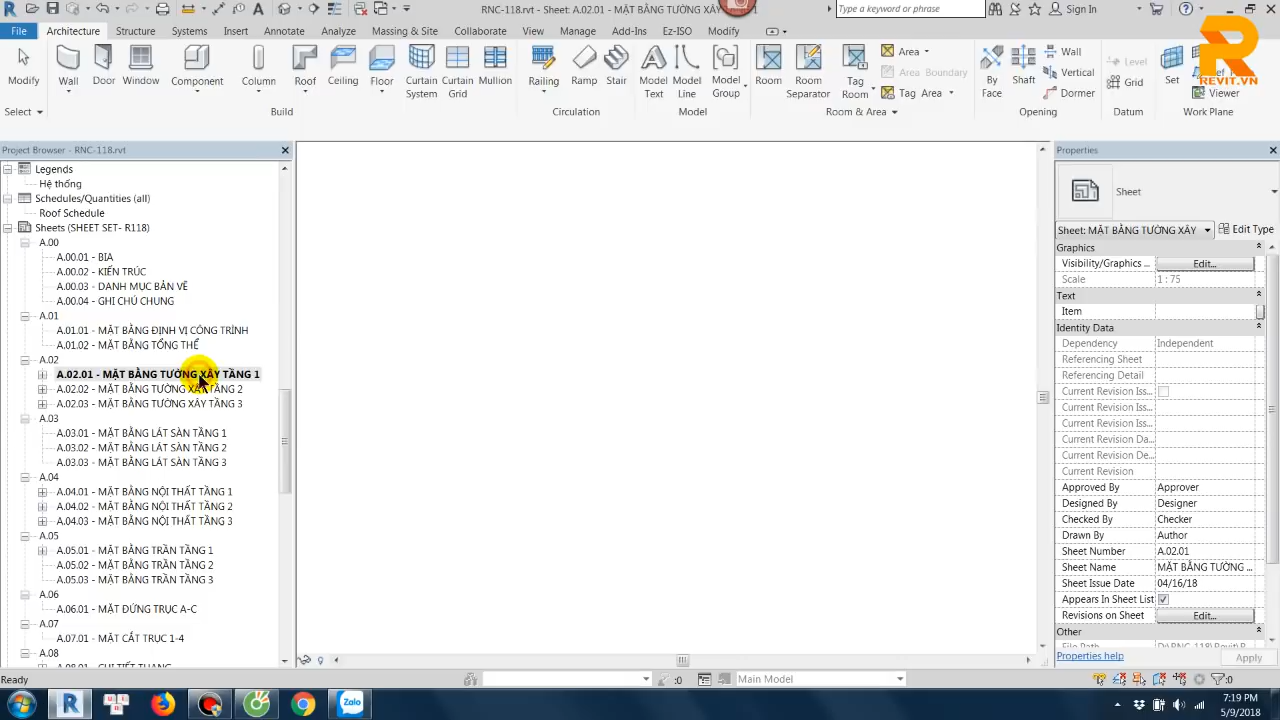 RNC-118.rvt - Sheet: A.02.01 - MẶT BẰNG TƯỜNG XÂY
Type a keyword or phrase
Sign In
File Architecture Structure Systems Insert Annotate Analyze Massing & Site Collaborate View Manage Add-Ins Ez-ISO Modify
Modify
Wall
Door
Window
Component
Column
Roof
Ceiling
Floor
Curtain System
Curtain Grid
Mullion
Railing
Ramp
Stair
Model Text
Model Line
Model Group
Room
Room Separator
Tag Room
Area
Area Boundary
Tag Area
By Face
Shaft
Wall
Vertical
Dormer
Level
Grid
Set
Viewer
REVIT.VN
Select
Build
Circulation
Model
Room & Area
Opening
Datum
Work Plane
Project Browser - RNC-118.rvt
Legends
Hệ thống
Schedules/Quantities (all)
Roof Schedule
Sheets (SHEET SET- R118)
A.00
A.00.01 - BIA
A.00.02 - KIẾN TRÚC
A.00.03 - DANH MỤC BẢN VẼ
A.00.04 - GHI CHÚ CHUNG
A.01
A.01.01 - MẶT BẰNG ĐỊNH VỊ CÔNG TRÌNH
A.01.02 - MẶT BẰNG TỔNG THỂ
A.02
A.02.01 - MẶT BẰNG TƯỜNG XÂY TẦNG 1
A.02.02 - MẶT BẰNG TƯỜNG XÂY TẦNG 2
A.02.03 - MẶT BẰNG TƯỜNG XÂY TẦNG 3
A.03
A.03.01 - MẶT BẰNG LÁT SÀN TẦNG 1
A.03.02 - MẶT BẰNG LÁT SÀN TẦNG 2
A.03.03 - MẶT BẰNG LÁT SÀN TẦNG 3
A.04
A.04.01 - MẶT BẰNG NỘI THẤT TẦNG 1
A.04.02 - MẶT BẰNG NỘI THẤT TẦNG 2
A.04.03 - MẶT BẰNG NỘI THẤT TẦNG 3
A.05
A.05.01 - MẶT BẰNG TRẦN TẦNG 1
A.05.02 - MẶT BẰNG TRẦN TẦNG 2
A.05.03 - MẶT BẰNG TRẦN TẦNG 3
A.06
A.06.01 - MẶT ĐỨNG TRỤC A-C
A.07
A.07.01 - MẶT CẮT TRỤC 1-4
A.08
A.08.01 - CHI TIẾT THANG
Properties
Sheet
Sheet: MẶT BẰNG TƯỜNG XÂY
Edit Type
Graphics
Visibility/Graphics ... Edit...
Scale 1 : 75
Text
Item
Identity Data
Dependency Independent
Referencing Sheet
Referencing Detail
Current Revision Iss...
Current Revision Iss...
Current Revision Iss...
Current Revision Da...
Current Revision De...
Current Revision
Approved By Approver
Designed By Designer
Checked By Checker
Drawn By Author
Sheet Number A.02.01
Sheet Name MẶT BẰNG TƯỜNG ...
Sheet Issue Date 04/16/18
Appears In Sheet List
Revisions on Sheet Edit...
Other
File Path
Properties help
Apply
Ready
:0
Main Model
:0
Zalo
7:19 PM
5/9/2018